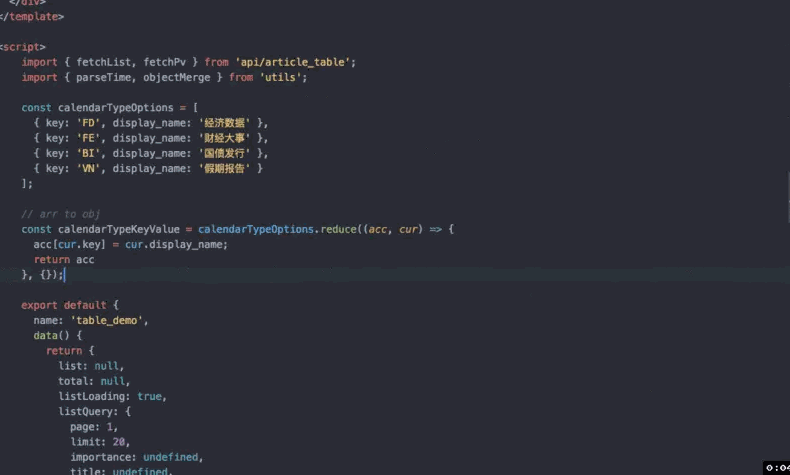 </div>
</template>
<script>
import { fetchList, fetchPv } from 'api/article_table';
import { parseTime, objectMerge } from 'utils';
const calendarTypeOptions = [
{ key: 'FD', display_name: '经济数据' },
{ key: 'FE', display_name: '财经大事' },
{ key: 'BI', display_name: '国债发行' },
{ key: 'VN', display_name: '假期报告' }
];
// arr to obj
const calendarTypeKeyValue = calendarTypeOptions.reduce((acc, cur) => {
acc[cur.key] = cur.display_name;
return acc
}, {});
export default {
name: 'table_demo',
data() {
return {
list: null,
total: null,
listLoading: true,
listQuery: {
page: 1,
limit: 20,
importance: undefined,
title: undefined,
0:04